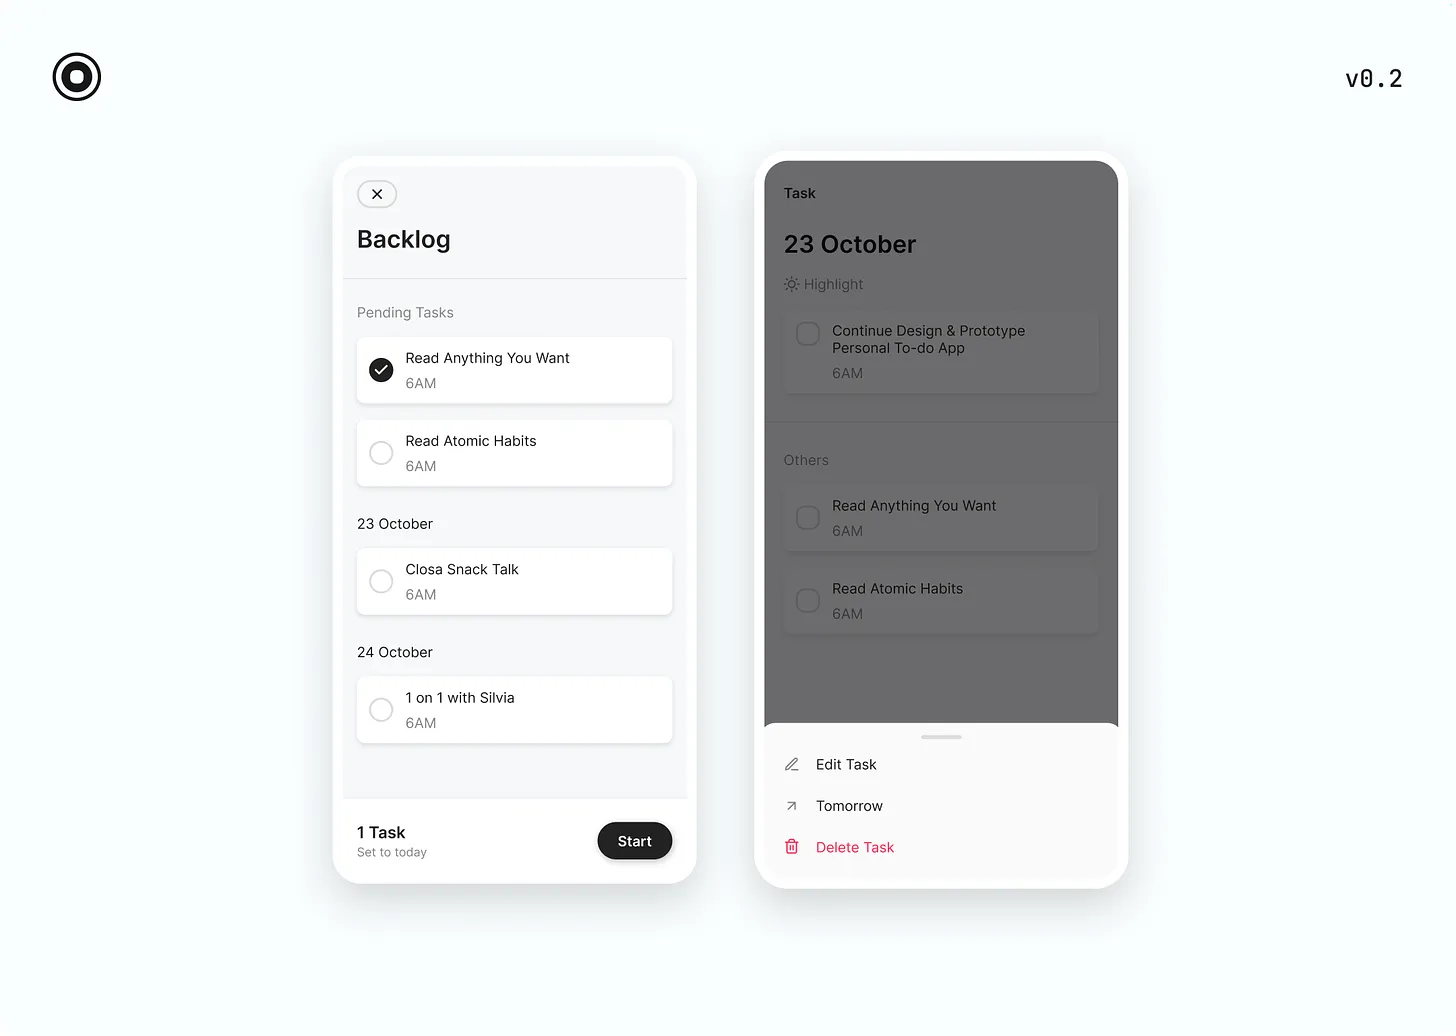 v0.2
Backlog
Pending Tasks
Read Anything You Want
6AM
Read Atomic Habits
6AM
23 October
Closa Snack Talk
6AM
24 October
1 on 1 with Silvia
6AM
1 Task
Set to today
Start
Task
23 October
Highlight
Continue Design & Prototype
Personal To-do App
6AM
Others
Read Anything You Want
6AM
Read Atomic Habits
6AM
Edit Task
Tomorrow
Delete Task